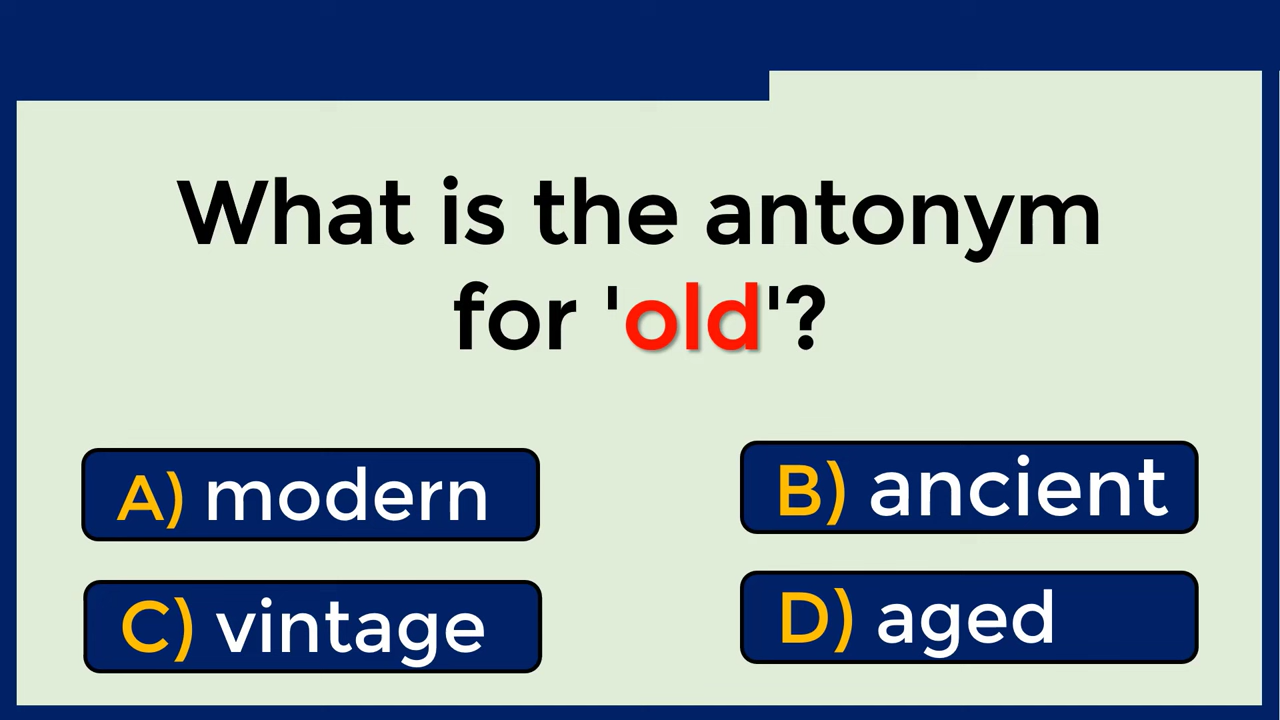 What is the antonym
for 'old'?
A) modern
B) ancient
C) vintage
D) aged